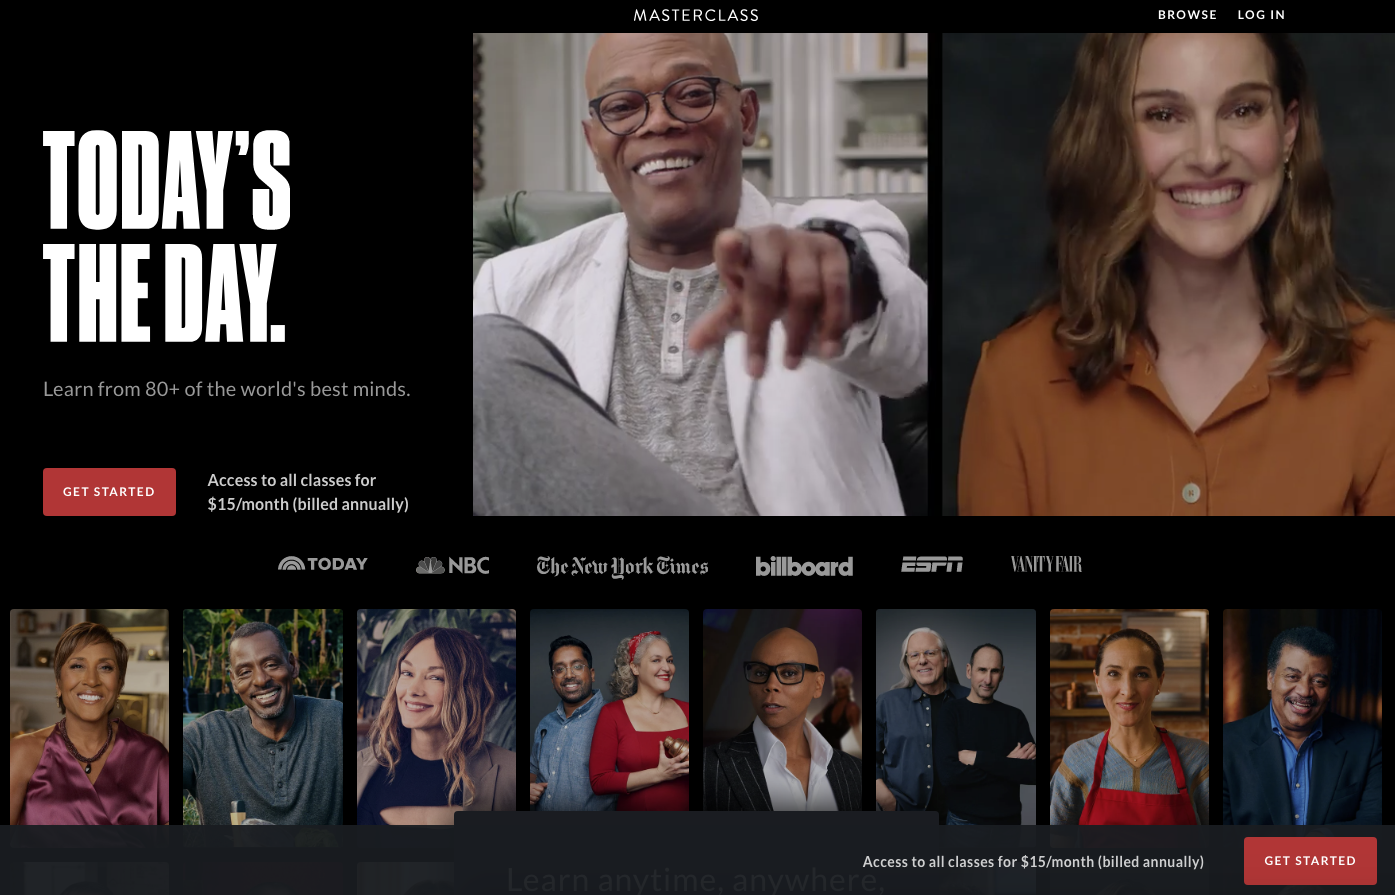 MASTERCLASS
BROWSE LOG IN
TODAY'S
THE DAY.
Learn from 80+ of the world's best minds.
GET STARTED
Access to all classes for
$15/month (billed annually)
TODAY NBC The New York Times billboard ESPN VANITY FAIR
Access to all classes for $15/month (billed annually)
GET STARTED
Learn anytime, anywhere,